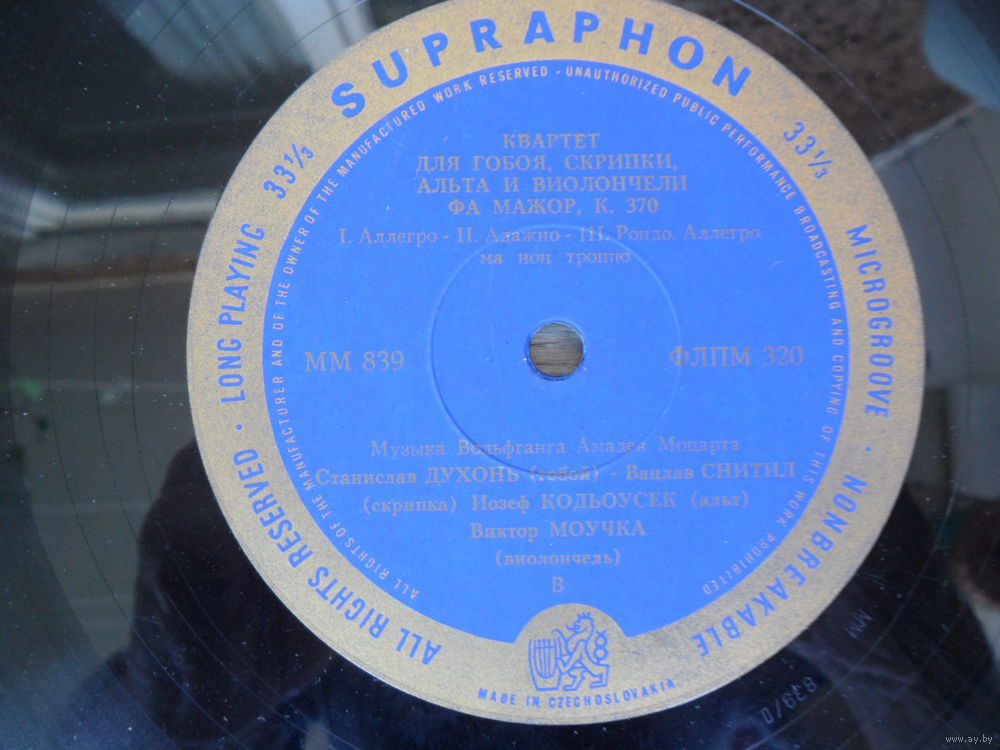 SUPRAPHON
ALL RIGHTS RESERVED · LONG PLAYING 33⅓
33⅓ MICROGROOVE · NONBREAKABLE
ALL RIGHTS OF THE MANUFACTURER AND OF THE OWNER OF THE MANUFACTURED WORK RESERVED · UNAUTHORIZED PUBLIC PERFORMANCE BROADCASTING AND COPYING OF THIS WORK PROHIBITED
КВАРТЕТ
ДЛЯ ГОБОЯ, СКРИПКИ,
АЛЬТА И ВИОЛОНЧЕЛИ
ФА МАЖОР, К. 370
I. Аллегро - II. Адажио - III. Рондо. Аллегро
ма нон троппо
ММ 839
ФЛПМ 320
Музыка Вольфганга Амадея Моцарта
Станислав ДУХОНЬ (гобой) - Вацлав СНИТИЛ
(скрипка) Иозеф КОДЬОУСЕК (альт)
Виктор МОУЧКА
(виолончель)
В
MADE IN CZECHOSLOVAKIA
MM 839/0
www.ay.by